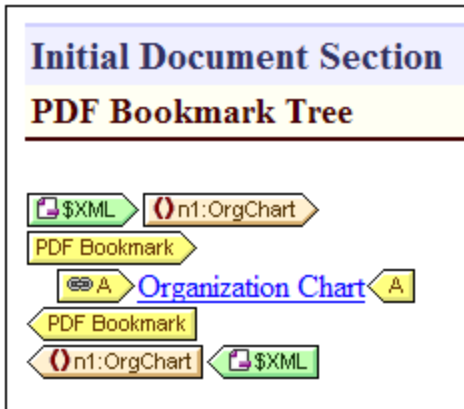 Initial Document Section
PDF Bookmark Tree
$XML () n1:OrgChart
PDF Bookmark
A Organization Chart A
PDF Bookmark
() n1:OrgChart $XML